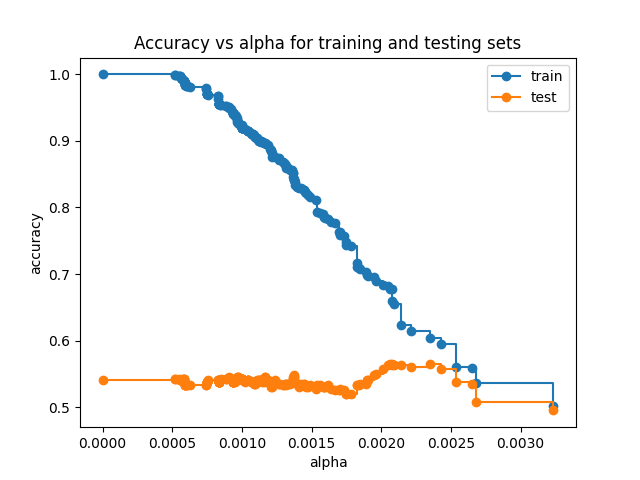 Accuracy vs alpha for training and testing sets
train
test
1.0
0.9
0.8
0.7
0.6
0.5
accuracy
0.0000 0.0005 0.0010 0.0015 0.0020 0.0025 0.0030
alpha